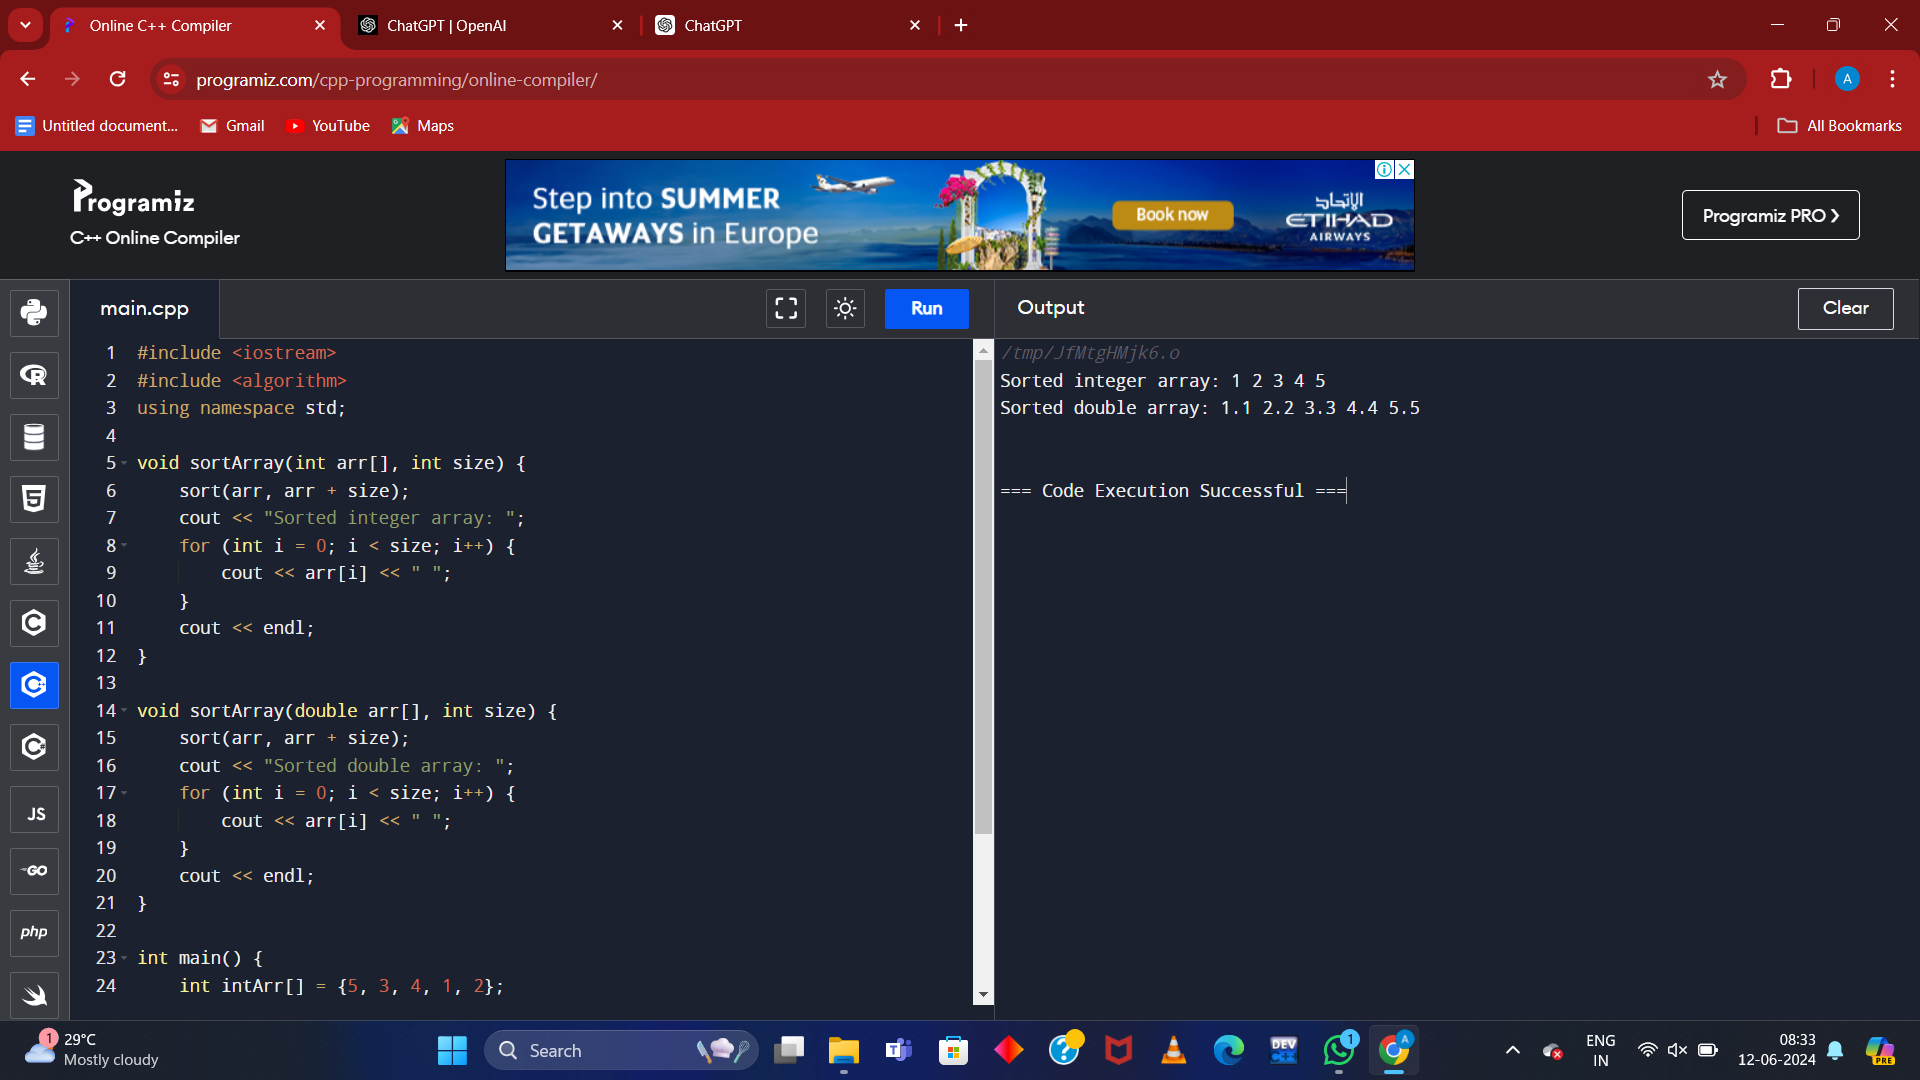 Online C++ Compiler
ChatGPT | OpenAI
ChatGPT
programiz.com/cpp-programming/online-compiler/
A
Untitled document...
Gmail
YouTube
Maps
All Bookmarks
Programiz
C++ Online Compiler
Step into SUMMER
GETAWAYS in Europe
Book now
الإتحاد
ETIHAD
AIRWAYS
Programiz PRO
main.cpp
Run
Output
Clear
1 #include <iostream>
2 #include <algorithm>
3 using namespace std;
4
5 void sortArray(int arr[], int size) {
6 sort(arr, arr + size);
7 cout << "Sorted integer array: ";
8 for (int i = 0; i < size; i++) {
9 cout << arr[i] << " ";
10 }
11 cout << endl;
12 }
13
14 void sortArray(double arr[], int size) {
15 sort(arr, arr + size);
16 cout << "Sorted double array: ";
17 for (int i = 0; i < size; i++) {
18 cout << arr[i] << " ";
19 }
20 cout << endl;
21 }
22
23 int main() {
24 int intArr[] = {5, 3, 4, 1, 2};
/tmp/JfMtgHMjk6.o
Sorted integer array: 1 2 3 4 5
Sorted double array: 1.1 2.2 3.3 4.4 5.5
=== Code Execution Successful ===
JS
GO
php
1
29°C
Mostly cloudy
Search
DEV
C++
1
A
ENG
IN
08:33
12-06-2024
PRE